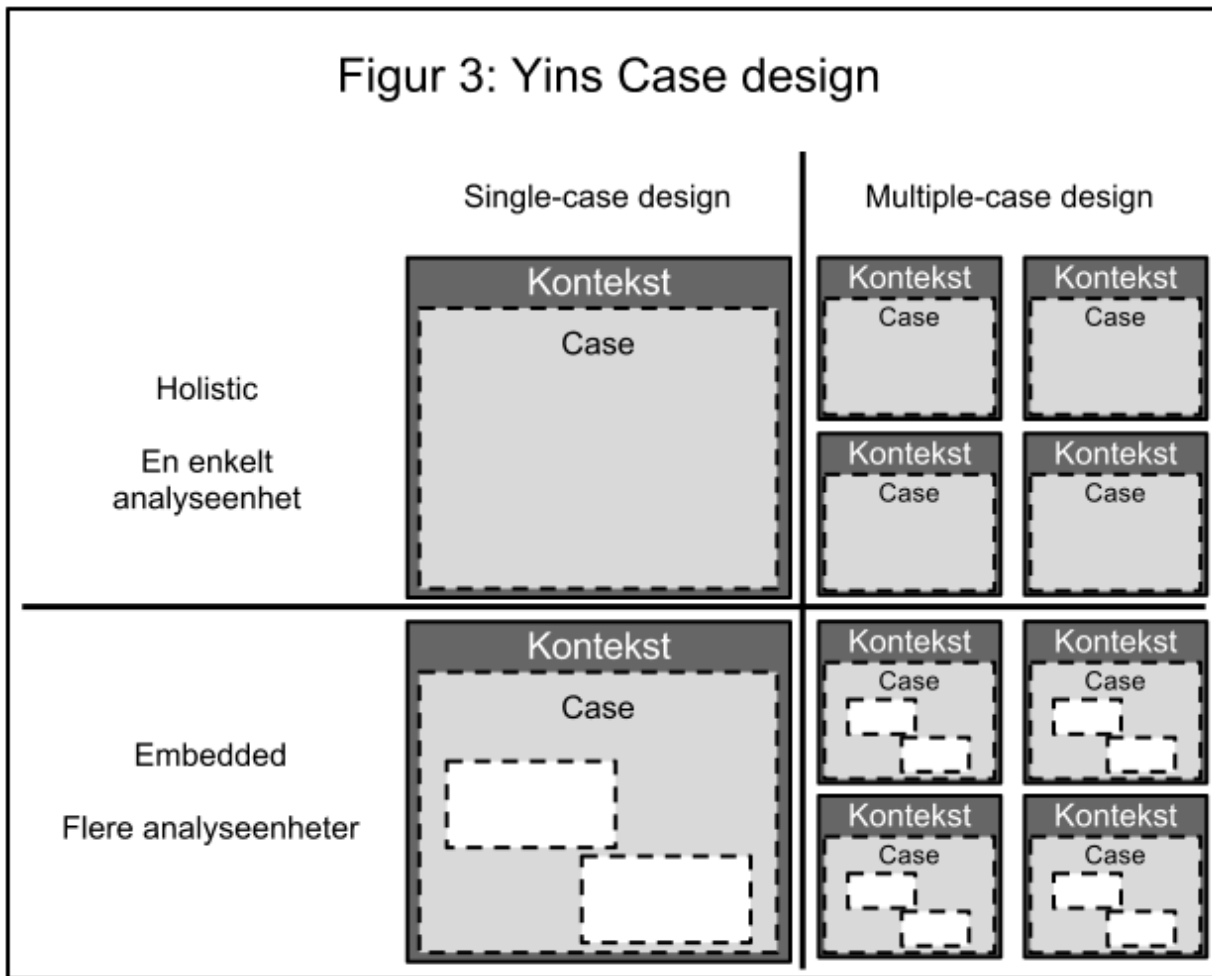 Figur 3: Yins Case design
Single-case design
Multiple-case design
Holistic
En enkelt
analyseenhet
Kontekst
Case
Kontekst
Case
Kontekst
Case
Kontekst
Case
Kontekst
Case
Embedded
Flere analyseenheter
Kontekst
Case
Kontekst
Case
Kontekst
Case
Kontekst
Case
Kontekst
Case